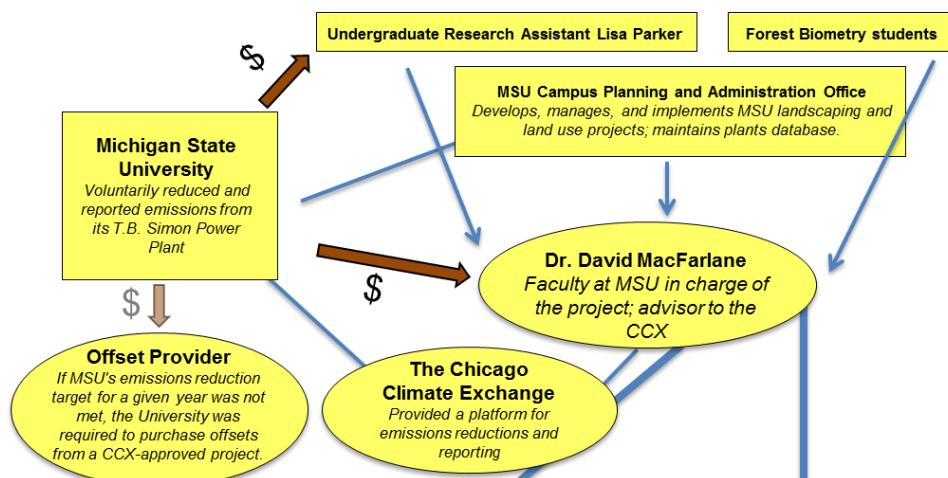 Undergraduate Research Assistant Lisa Parker
Forest Biometry students
$
MSU Campus Planning and Administration Office
Develops, manages, and implements MSU landscaping and
land use projects; maintains plants database.
Michigan State
University
Voluntarily reduced and
reported emissions from
its T.B. Simon Power
Plant
$
Dr. David MacFarlane
Faculty at MSU in charge of
the project; advisor to the
CCX
$
Offset Provider
If MSU's emissions reduction
target for a given year was not
met, the University was
required to purchase offsets
from a CCX-approved project.
The Chicago
Climate Exchange
Provided a platform for
emissions reductions and
reporting